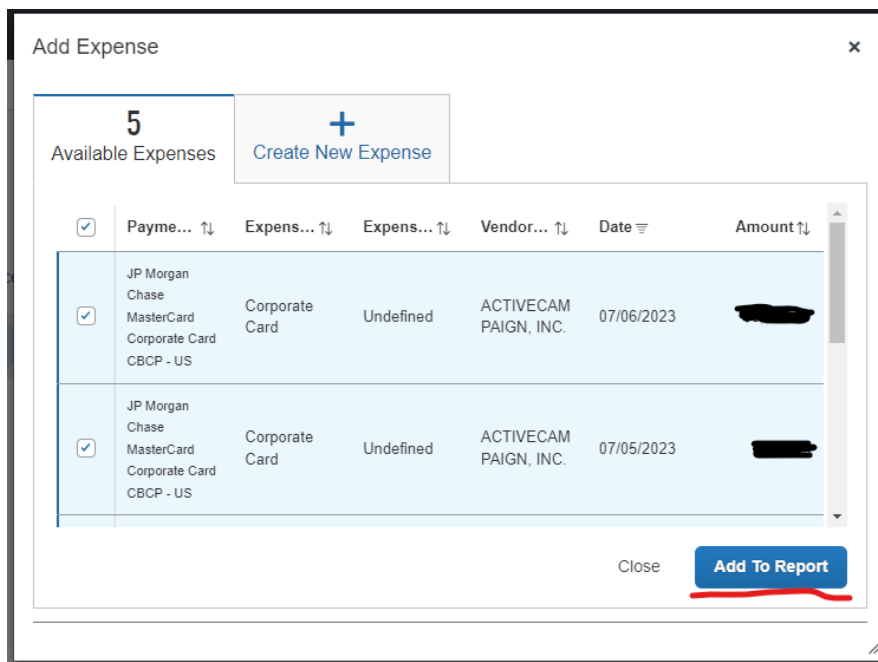 Add Expense
×
5
Available Expenses
+
Create New Expense
Payme... Expens... Expens... Vendor... Date Amount
JP Morgan
Chase
MasterCard
Corporate Card
CBCP - US
Corporate
Card
Undefined
ACTIVECAM
PAIGN, INC.
07/06/2023
JP Morgan
Chase
MasterCard
Corporate Card
CBCP - US
Corporate
Card
Undefined
ACTIVECAM
PAIGN, INC.
07/05/2023
Close
Add To Report